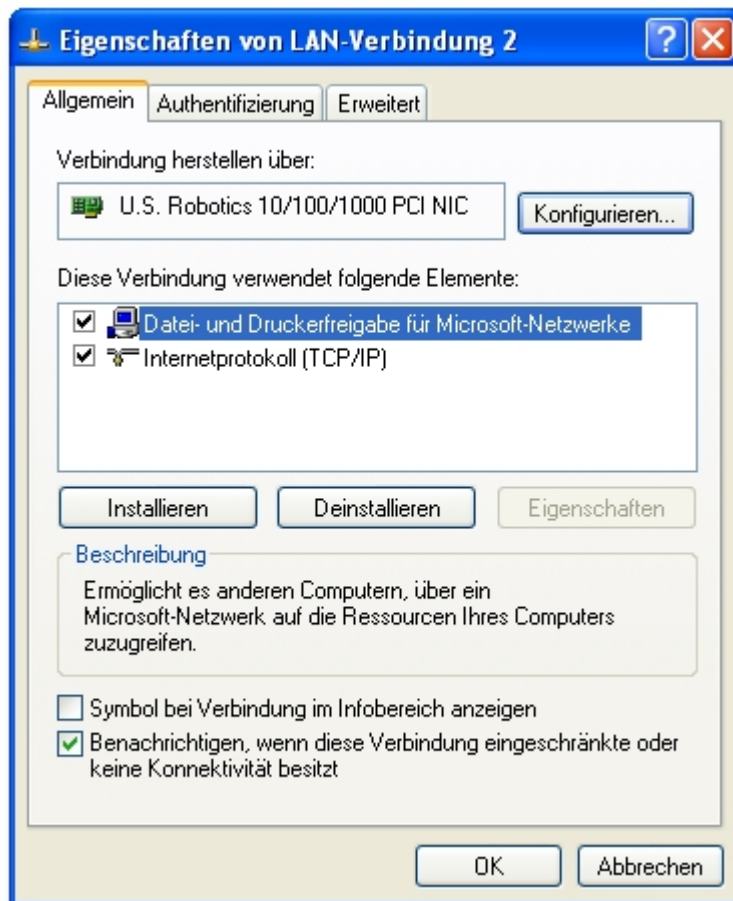 Eigenschaften von LAN-Verbindung 2
Allgemein Authentifizierung Erweitert
Verbindung herstellen über:
U.S. Robotics 10/100/1000 PCI NIC Konfigurieren...
Diese Verbindung verwendet folgende Elemente:
Datei- und Druckerfreigabe für Microsoft-Netzwerke
Internetprotokoll (TCP/IP)
Installieren Deinstallieren Eigenschaften
Beschreibung
Ermöglicht es anderen Computern, über ein
Microsoft-Netzwerk auf die Ressourcen Ihres Computers
zuzugreifen.
Symbol bei Verbindung im Infobereich anzeigen
Benachrichtigen, wenn diese Verbindung eingeschränkte oder
keine Konnektivität besitzt
OK Abbrechen